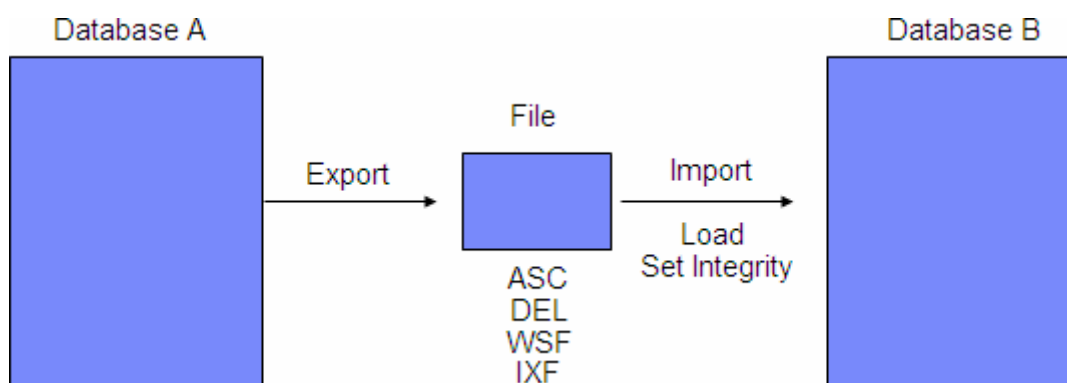 Database A
Database B
File
Export
Import
Load
Set Integrity
ASC
DEL
WSF
IXF